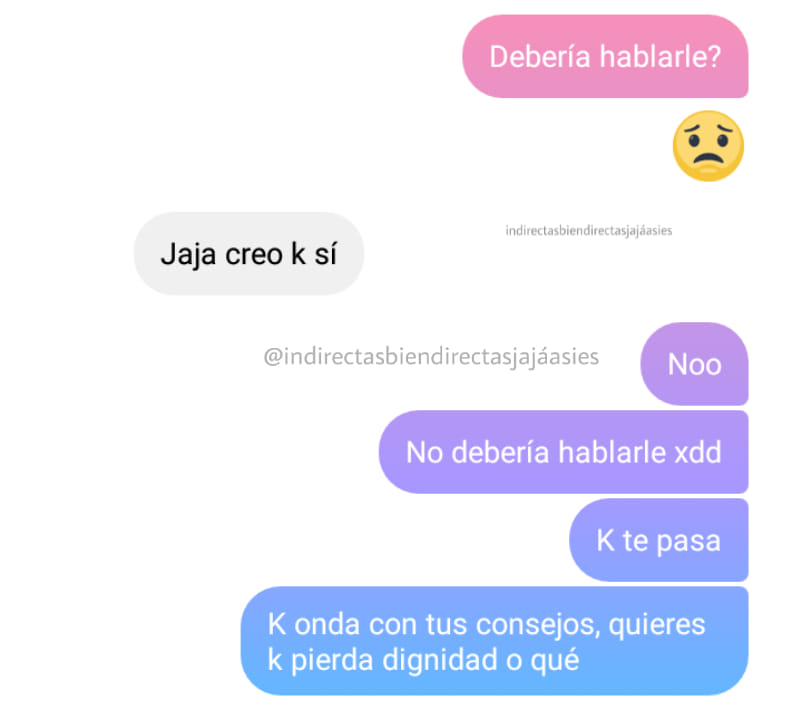 Debería hablarle?
indirectasbiendirectasjajáasies
Jaja creo k sí
@indirectasbiendirectasjajáasies
Noo
No debería hablarle xdd
K te pasa
K onda con tus consejos, quieres
k pierda dignidad o qué